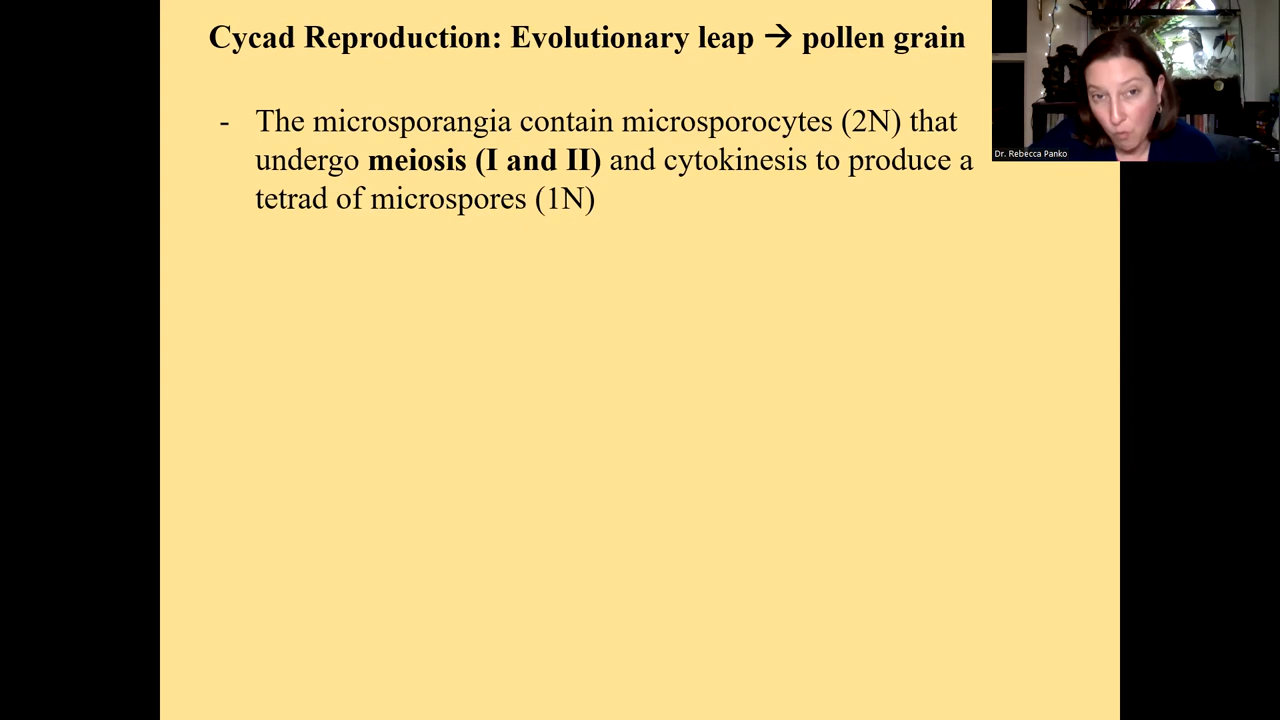 Cycad Reproduction: Evolutionary leap → pollen grain
- The microsporangia contain microsporocytes (2N) that
undergo meiosis (I and II) and cytokinesis to produce a
tetrad of microspores (1N)
Dr. Rebecca Panko